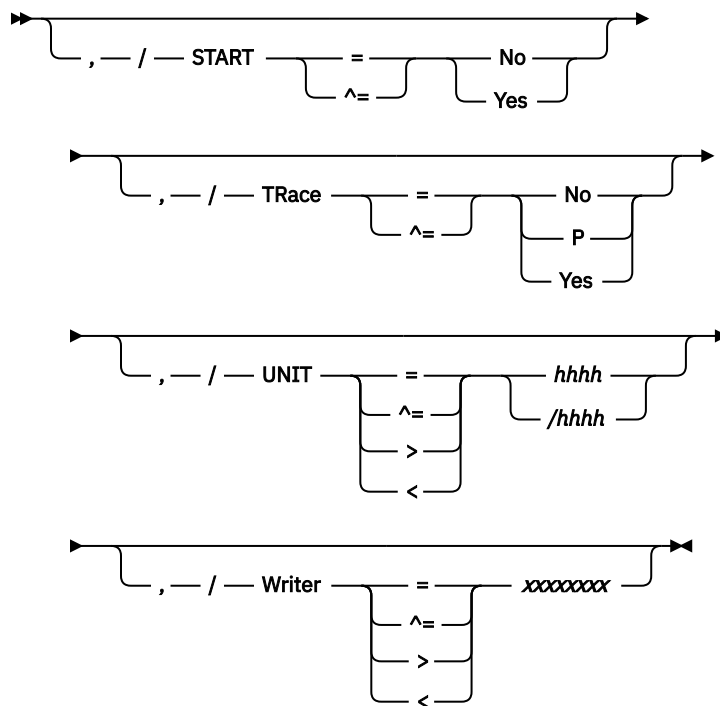 , / START = No
^= Yes
, / TRace = No
^= P
Yes
, / UNIT = hhhh
^= /hhhh
>
<
, / Writer = xxxxxxxx
^=
>
<